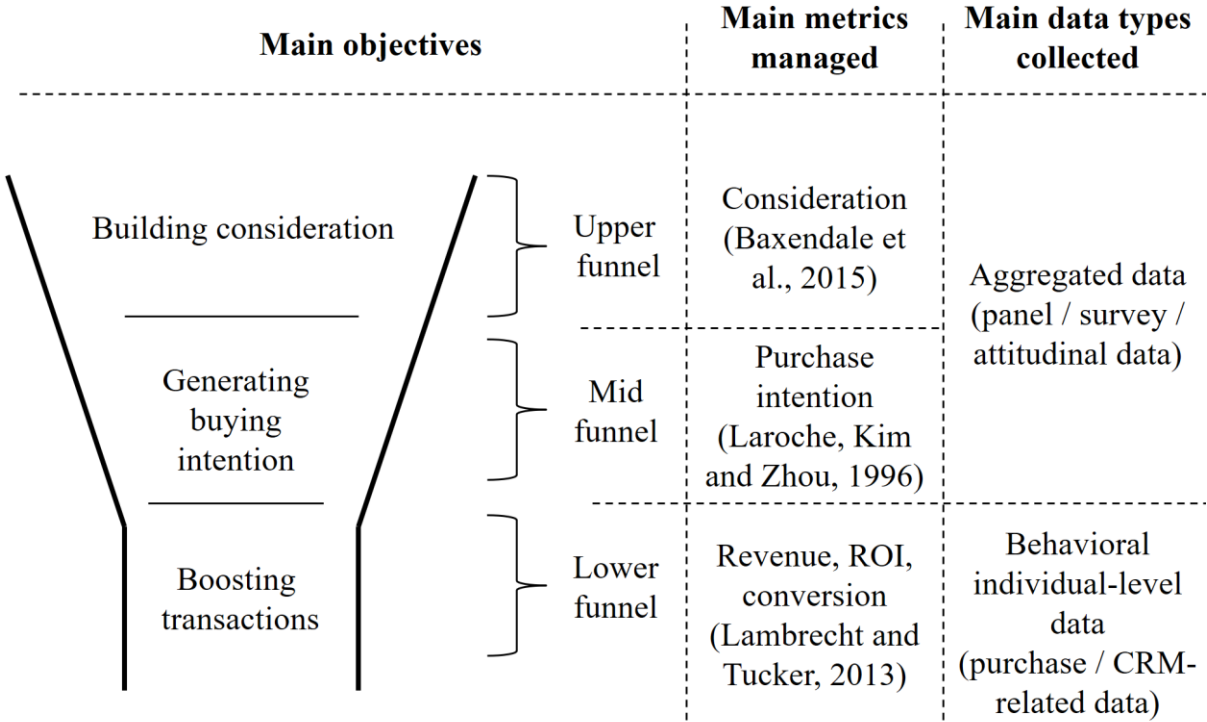 Main objectives
Main metrics
managed
Main data types
collected
Building consideration
Upper
funnel
Consideration
(Baxendale et
al., 2015)
Aggregated data
(panel / survey /
attitudinal data)
Generating
buying
intention
Mid
funnel
Purchase
intention
(Laroche, Kim
and Zhou, 1996)
Boosting
transactions
Lower
funnel
Revenue, ROI,
conversion
(Lambrecht and
Tucker, 2013)
Behavioral
individual-level
data
(purchase / CRM-
related data)